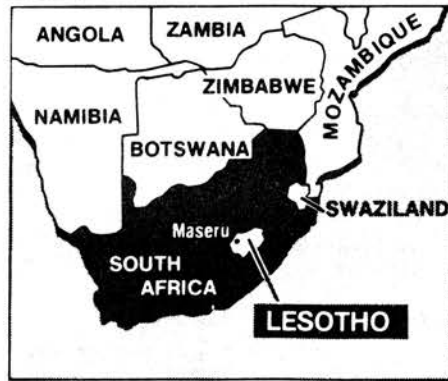 ANGOLA
ZAMBIA
ZIMBABWE
MOZAMBIQUE
NAMIBIA
BOTSWANA
SWAZILAND
Maseru
SOUTH
AFRICA
LESOTHO